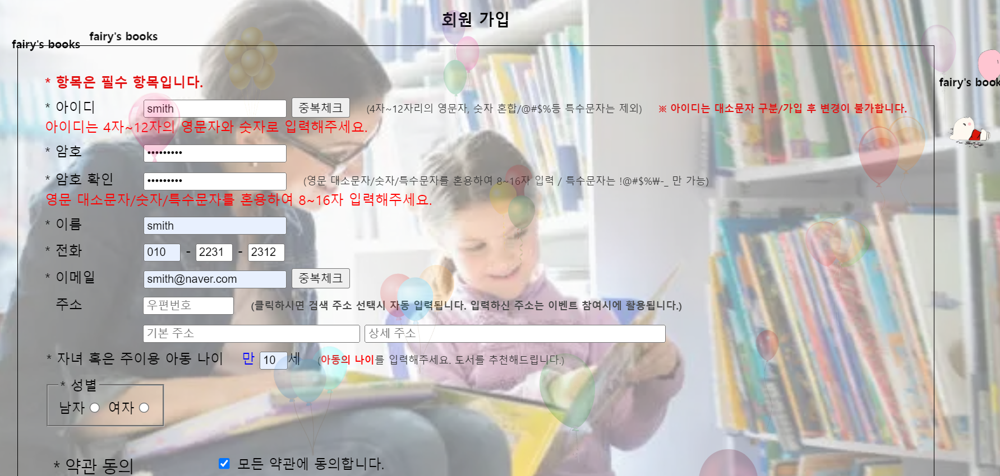 회원 가입
fairy's books
fairy's books
* 항목은 필수 항목입니다.
fairy's book
* 아이디 smith 중복체크 (4자~12자리의 영문자, 숫자 혼합/@#$%등 특수문자는 제외) ※ 아이디는 대소문자 구분/가입 후 변경이 불가합니다.
아이디는 4자~12자의 영문자와 숫자로 입력해주세요.
* 암호 •••••••••
* 암호 확인 ••••••••• (영문 대소문자/숫자/특수문자를 혼용하여 8~16자 입력 / 특수문자는 !@#$%₩-_ 만 가능)
영문 대소문자/숫자/특수문자를 혼용하여 8~16자 입력해주세요.
* 이름 smith
* 전화 010 - 2231 - 2312
* 이메일 smith@naver.com 중복체크
주소 우편번호 (클릭하시면 검색 주소 선택시 자동 입력됩니다. 입력하신 주소는 이벤트 참여시에 활용됩니다.)
기본 주소 상세 주소
* 자녀 혹은 주이용 아동 나이 만 10 세 (아동의 나이를 입력해주세요. 도서를 추천해드립니다.)
* 성별
남자 여자
* 약관 동의 모든 약관에 동의합니다.